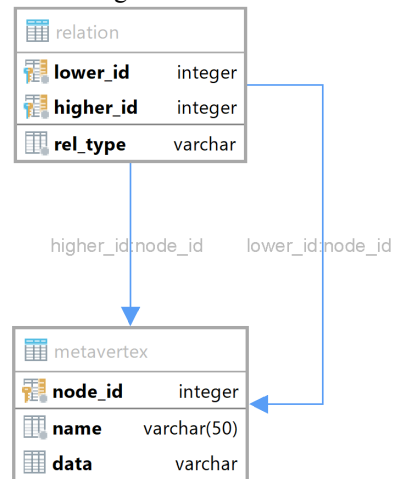 relation
lower_id integer
higher_id integer
rel_type varchar
higher_id:node_id lower_id:node_id
metavertex
node_id integer
name varchar(50)
data varchar